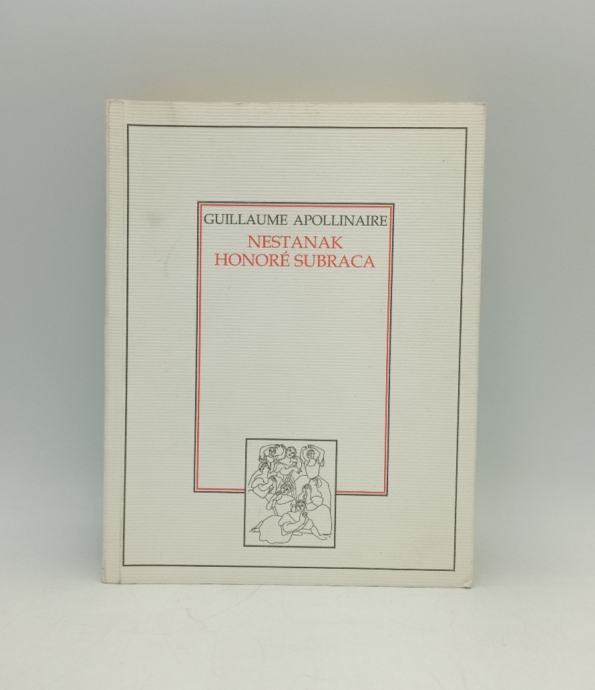 GUILLAUME APOLLINAIRE
NESTANAK
HONORÉ SUBRACA